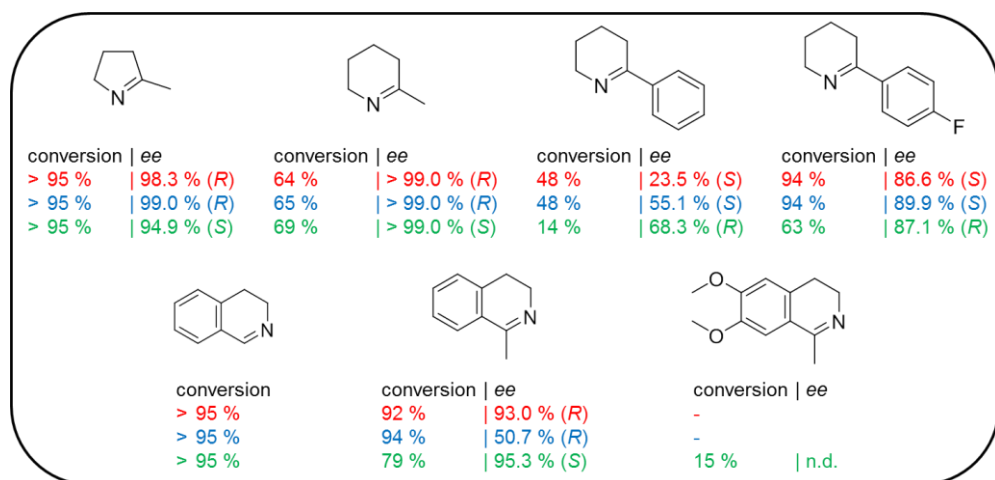 N
N
N
N
F
conversion | ee
> 95 % | 98.3 % (R)
> 95 % | 99.0 % (R)
> 95 % | 94.9 % (S)
conversion | ee
64 % | > 99.0 % (R)
65 % | > 99.0 % (R)
69 % | > 99.0 % (S)
conversion | ee
48 % | 23.5 % (S)
48 % | 55.1 % (S)
14 % | 68.3 % (R)
conversion | ee
94 % | 86.6 % (S)
94 % | 89.9 % (S)
63 % | 87.1 % (R)
N
N
O
O
N
conversion
> 95 %
> 95 %
> 95 %
conversion | ee
92 % | 93.0 % (R)
94 % | 50.7 % (R)
79 % | 95.3 % (S)
conversion | ee
-
-
15 % | n.d.